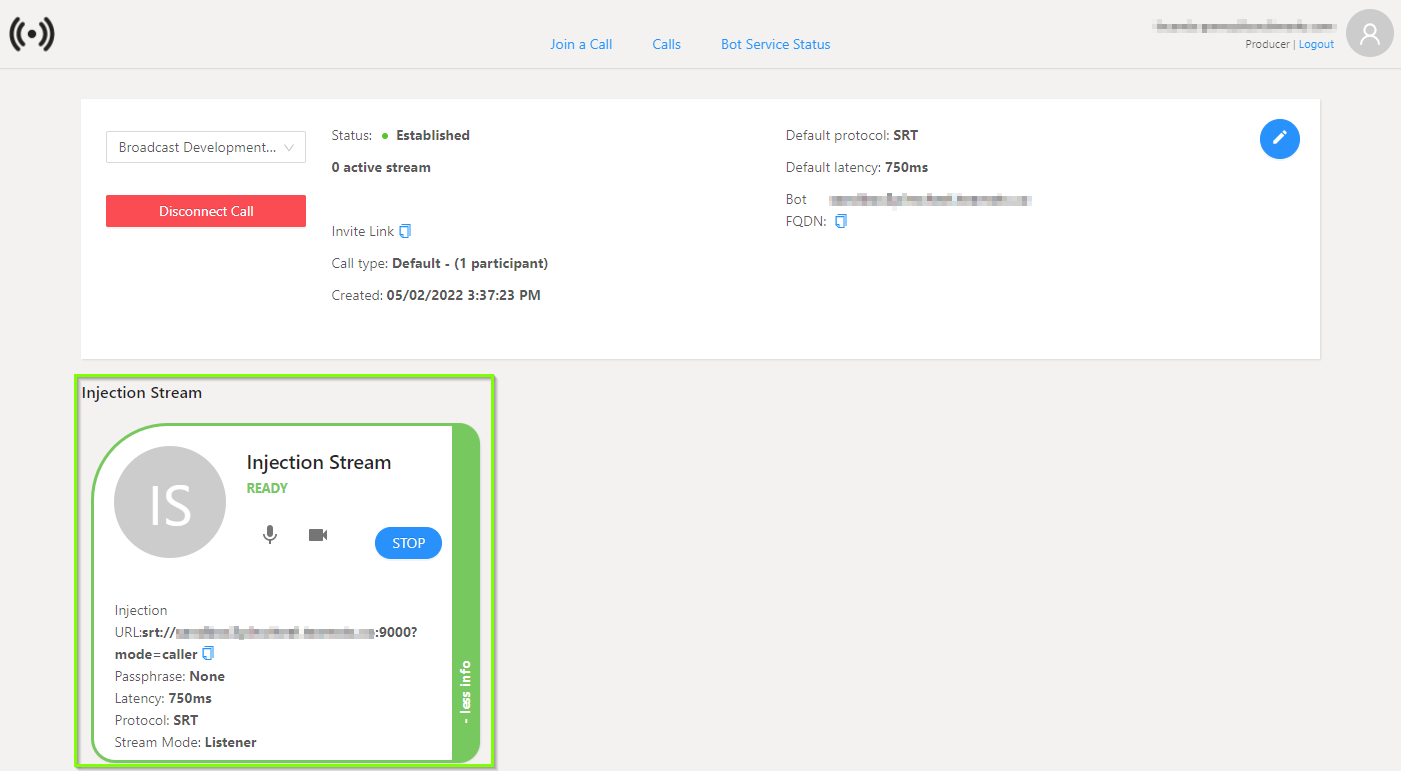 Join a Call
Calls
Bot Service Status
Producer | Logout
Broadcast Development...
Disconnect Call
Status: Established
0 active stream
Invite Link
Call type: Default - (1 participant)
Created: 05/02/2022 3:37:23 PM
Default protocol: SRT
Default latency: 750ms
Bot
FQDN:
Injection Stream
IS
Injection Stream
READY
STOP
Injection
URL:srt://:9000?
mode=caller
Passphrase: None
Latency: 750ms
Protocol: SRT
Stream Mode: Listener
- less info